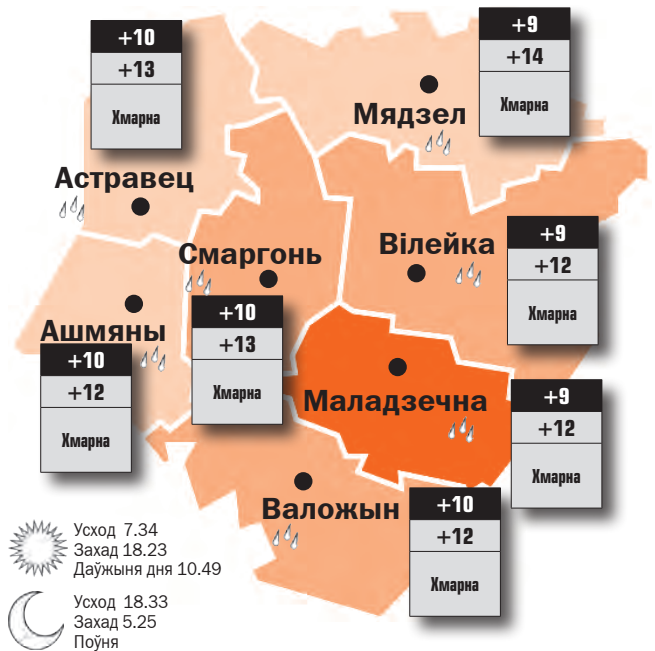 +10
+13
Хмарна
+9
+14
Хмарна
Мядзел
Астравец
Смаргонь
Вілейка
+9
+12
Хмарна
Ашмяны
+10
+12
Хмарна
+10
+13
Хмарна
Маладзечна
+9
+12
Хмарна
Валожын
+10
+12
Хмарна
Усход 7.34
Захад 18.23
Даўжыня дня 10.49
Усход 18.33
Захад 5.25
Поўня